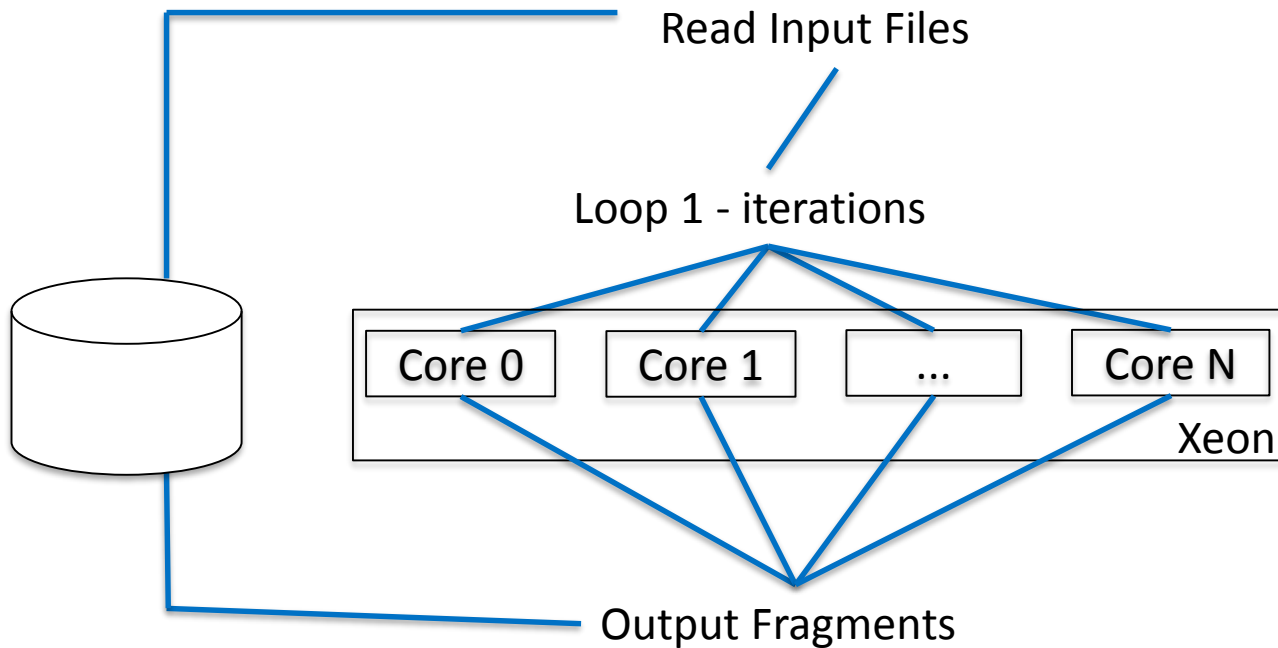 Read Input Files
Loop 1 - iterations
Core 0
Core 1
...
Core N
Xeon
Output Fragments